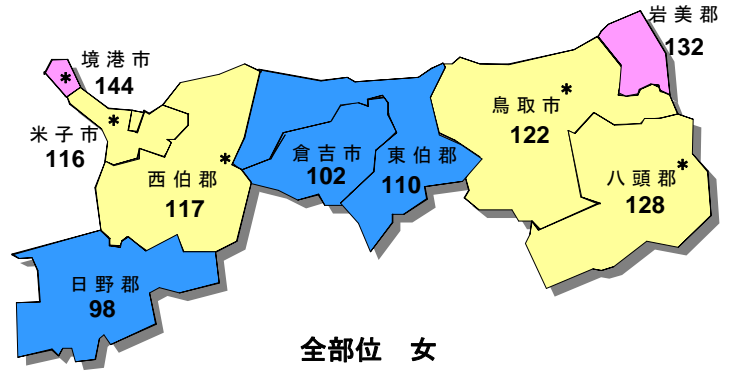 岩美郡
132
境港市
*
144
鳥取市
*
122
米子市
*
116
倉吉市
102
東伯郡
110
西伯郡
*
117
八頭郡
*
128
日野郡
98
全部位 女